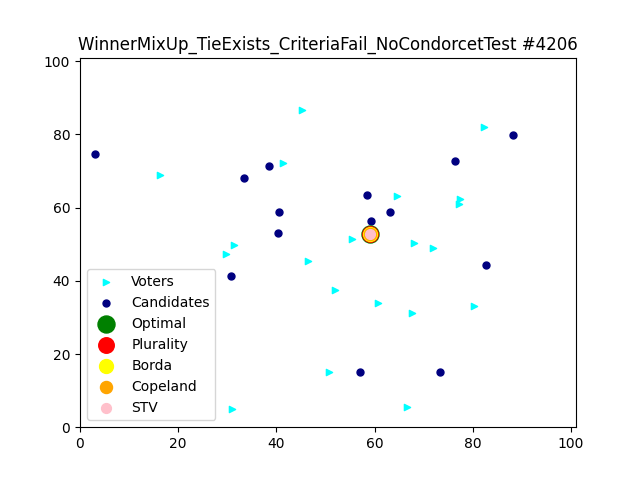 WinnerMixUp_TieExists_CriteriaFail_NoCondorcetTest #4206
100
80
60
40
20
0
Voters
Candidates
Optimal
Plurality
Borda
Copeland
STV
0 20 40 60 80 100